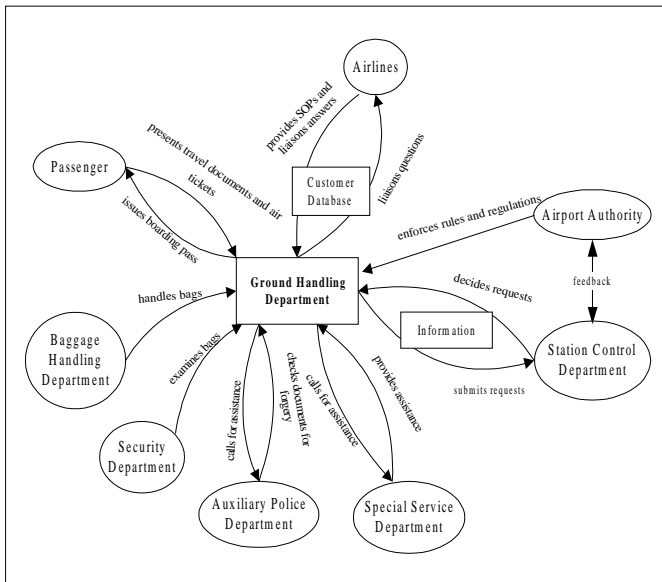 Airlines
provides SOPs and
liaisons answers
liaisons questions
Customer
Database
presents travel documents and air
tickets
Passenger
issues boarding pass
enforces rules and regulations
Airport Authority
Ground Handling
Department
decides requests
feedback
handles bags
Information
Baggage
Handling
Department
examines bags
Station Control
Department
submits requests
calls for assistance
checks documents for
forgery
calls for assistance
provides assistance
Security
Department
Auxiliary Police
Department
Special Service
Department